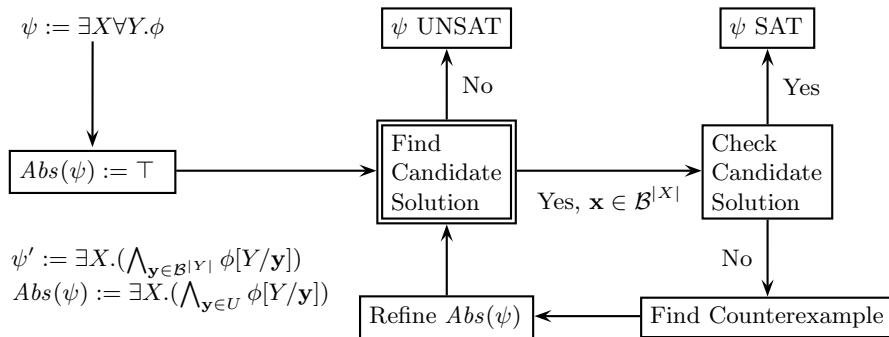 ψ := ∃X∀Y.ϕ
ψ UNSAT
ψ SAT
No
Yes
Abs(ψ) := ⊤
Find
Candidate
Solution
Yes, x ∈ 𝓑^{|X|}
Check
Candidate
Solution
No
ψ′ := ∃X.(⋀_{y∈𝓑^{|Y|}} ϕ[Y/y])
Abs(ψ) := ∃X.(⋀_{y∈U} ϕ[Y/y])
Refine Abs(ψ)
Find Counterexample